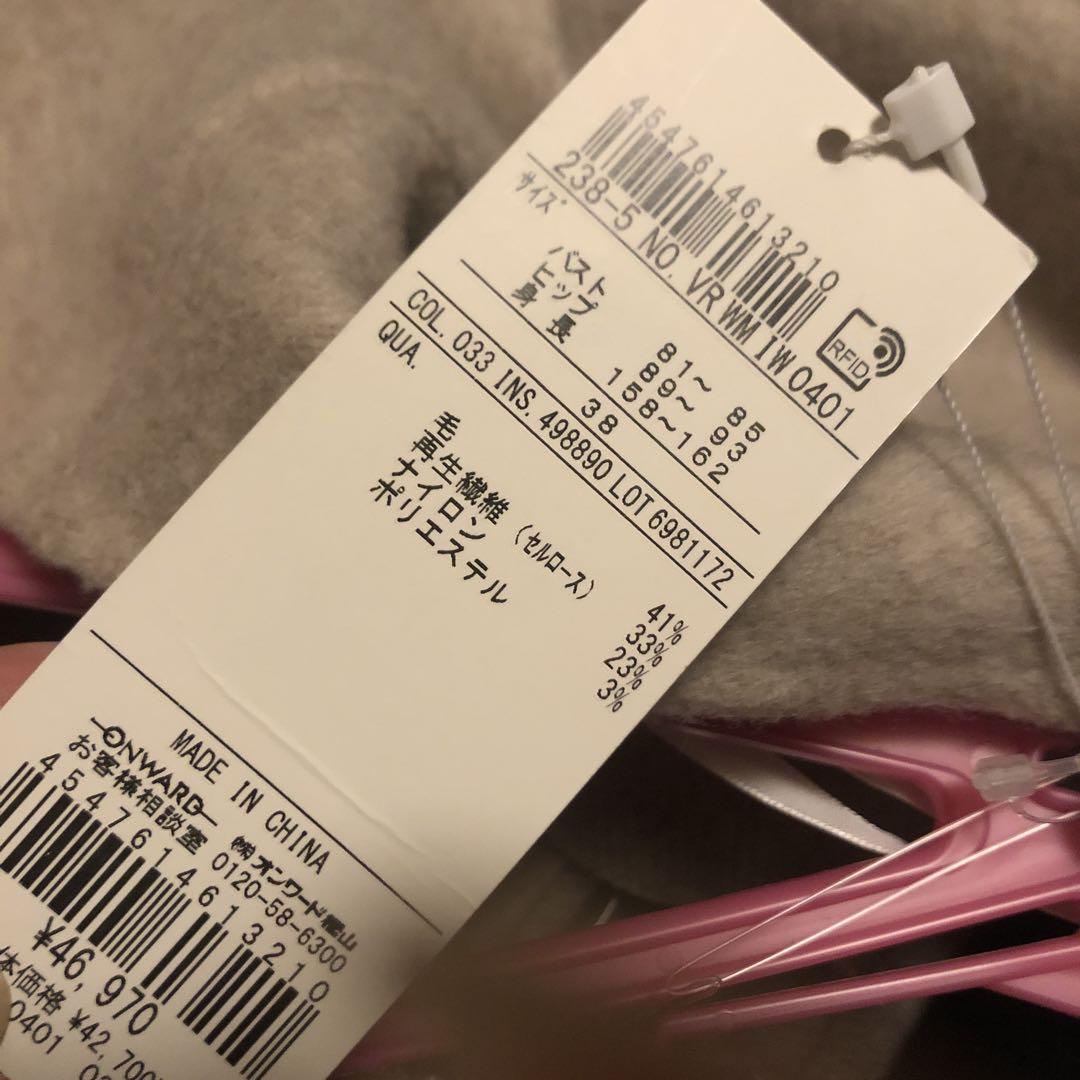 4547614613210
238-5 NO. VRWMIW0401
RFID
サイズ
バスト 81～ 85
ヒップ 89～ 93
身長 158～162
38
COL. 033 INS. 498890 LOT 6981172
QUA.
毛 41%
再生繊維（セルロース） 33%
ナイロン 23%
ポリエステル 3%
MADE IN CHINA
ONWARD ㈱オンワード樫山
お客様相談室 0120-58-6300
4547614613210
¥46,970
本価格 ¥42,700
0401